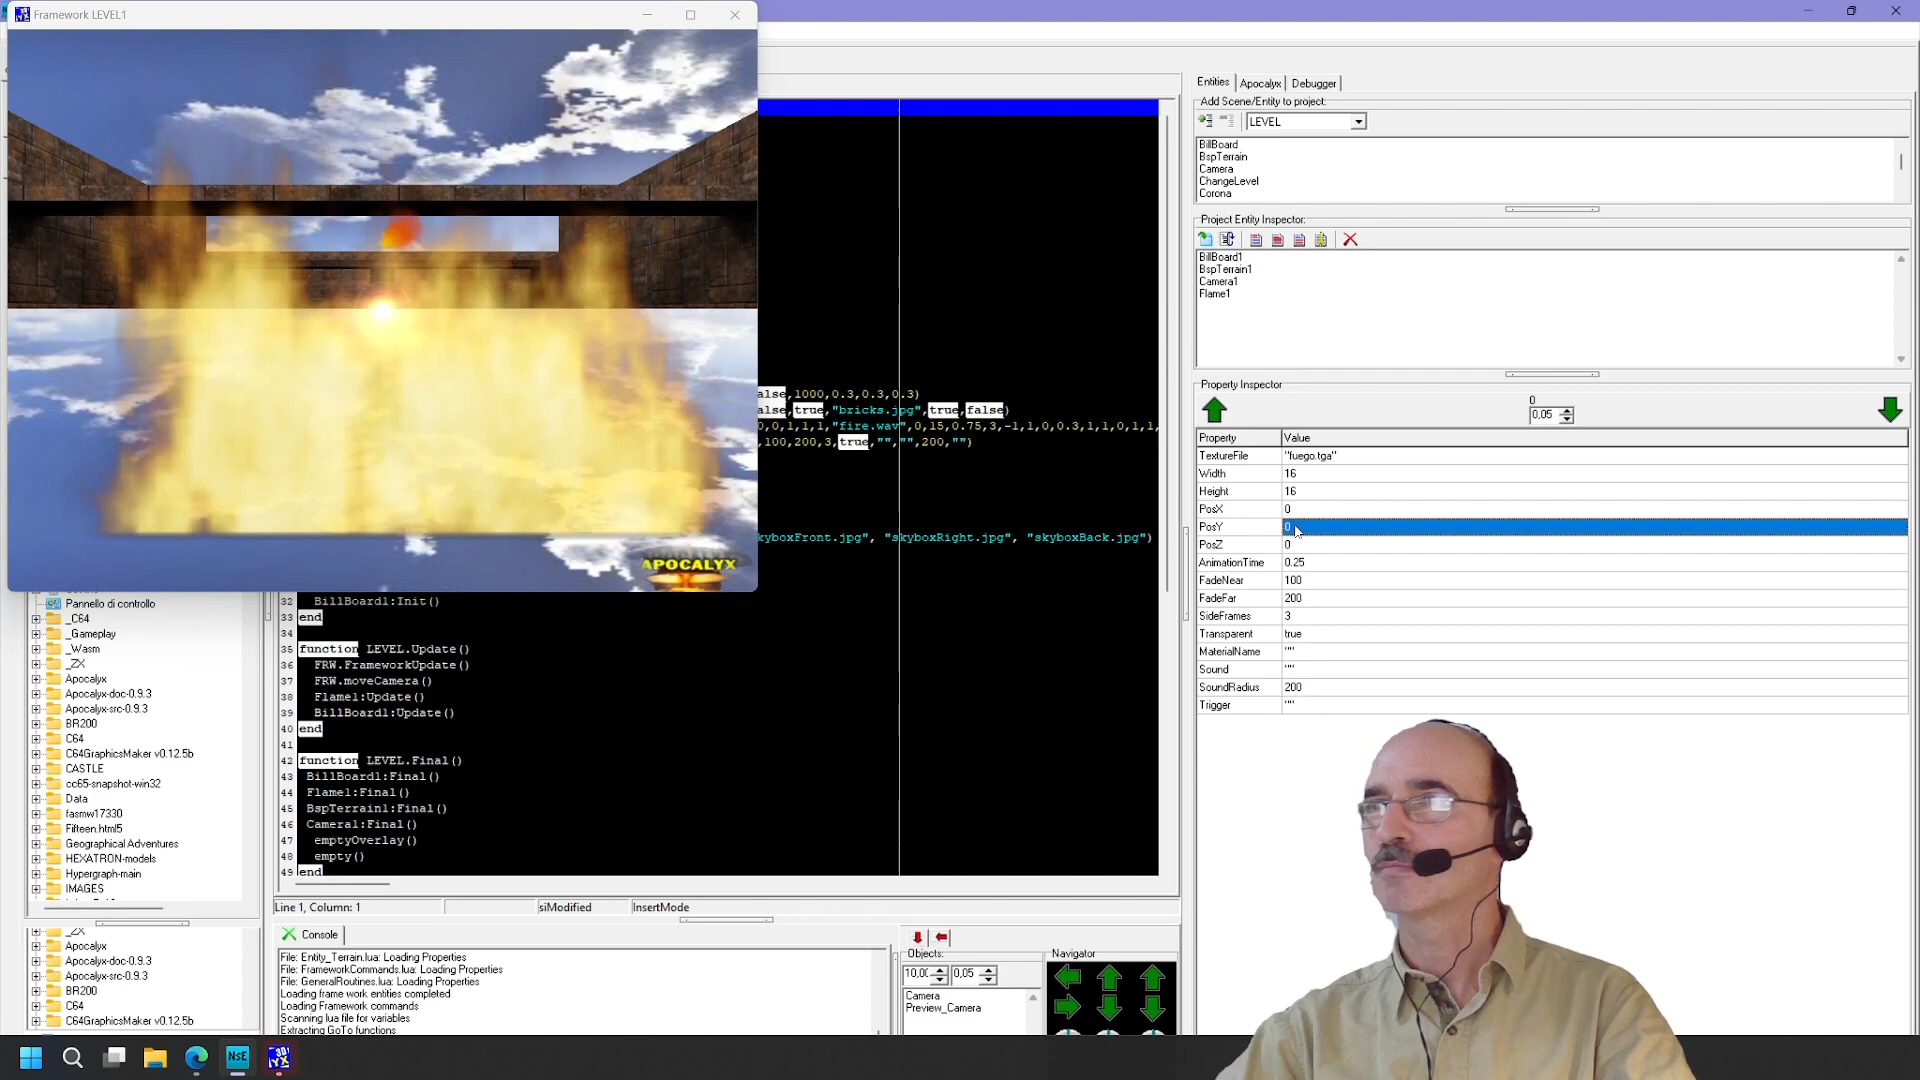 Framework LEVEL1
APOCALYX
alse,1000,0.3,0.3,0.3)
alse,true,"bricks.jpg",true,false)
0,0,1,1,1,"fire.wav",0,15,0.75,3,-1,1,0,0.3,1,1,0,1,1,
,100,200,3,true,"","",200,"")
kyboxFront.jpg", "skyboxRight.jpg", "skyboxBack.jpg")
32 BillBoard1:Init()
33 end
34
35 function LEVEL.Update()
36 FRW.FrameworkUpdate()
37 FRW.moveCamera()
38 Flame1:Update()
39 BillBoard1:Update()
40 end
41
42 function LEVEL.Final()
43 BillBoard1:Final()
44 Flame1:Final()
45 BspTerrain1:Final()
46 Camera1:Final()
47 emptyOverlay()
48 empty()
49 end
Line 1, Column: 1
siModified
InsertMode
Pannello di controllo
_C64
_Gameplay
_Wasm
_ZX
Apocalyx
Apocalyx-doc-0.9.3
Apocalyx-src-0.9.3
BR200
C64
C64GraphicsMaker v0.12.5b
CASTLE
cc65-snapshot-win32
Data
fasmw17330
Fifteen.html5
Geographical Adventures
HEXATRON-models
Hypergraph-main
IMAGES
_ZX
Apocalyx
Apocalyx-doc-0.9.3
Apocalyx-src-0.9.3
BR200
C64
C64GraphicsMaker v0.12.5b
Console
File: Entity_Terrain.lua: Loading Properties
File: FrameworkCommands.lua: Loading Properties
File: GeneralRoutines.lua: Loading Properties
Loading frame work entities completed
Loading Framework commands
Scanning lua file for variables
Extracting GoTo functions
Objects:
10,00
0,05
Camera
Preview_Camera
Navigator
Entities
Apocalyx
Debugger
Add Scene/Entity to project:
LEVEL
BillBoard
BspTerrain
Camera
ChangeLevel
Corona
Project Entity Inspector:
BillBoard1
BspTerrain1
Camera1
Flame1
Property Inspector
0
0,05
Property Value
TextureFile "fuego.tga"
Width 16
Height 16
PosX 0
PosY 0
PosZ 0
AnimationTime 0.25
FadeNear 100
FadeFar 200
SideFrames 3
Transparent true
MaterialName ""
Sound ""
SoundRadius 200
Trigger ""
NSE